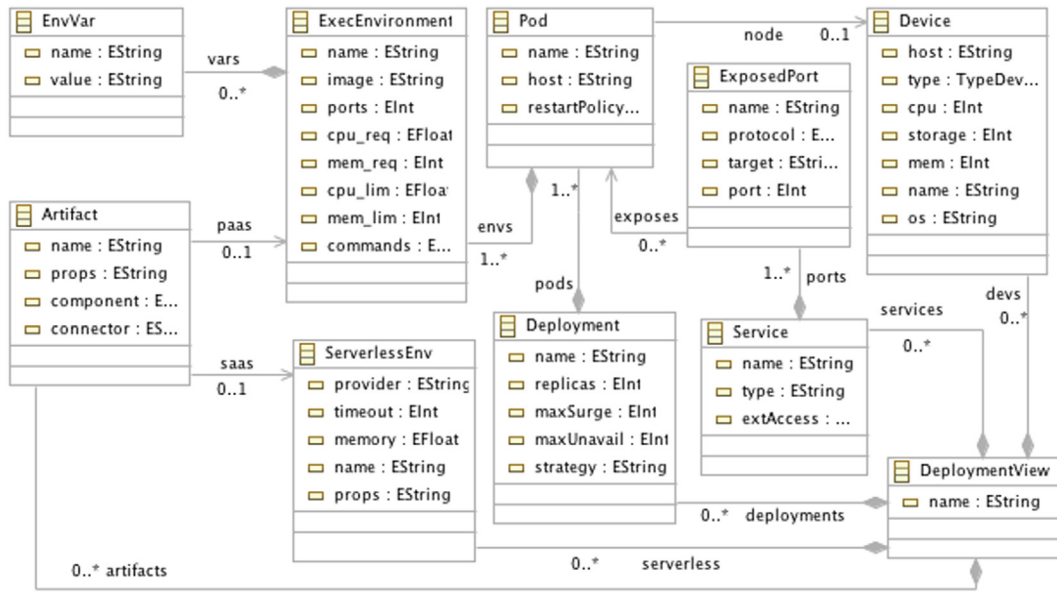 EnvVar
name : EString
value : EString
vars
0..*
ExecEnvironment
name : EString
image : EString
ports : EInt
cpu_req : EFloat
mem_req : EInt
cpu_lim : EFloa
mem_lim : EInt
commands : E...
Pod
name : EString
host : EString
restartPolicy...
node
0..1
Device
host : EString
type : TypeDev...
cpu : EInt
storage : EInt
mem : EInt
name : EString
os : EString
ExposedPort
name : EString
protocol : E...
target : EStri...
port : EInt
exposes
0..*
envs
1..*
1..*
pods
Artifact
name : EString
props : EString
component : E...
connector : ES...
paas
0..1
saas
0..1
ServerlessEnv
provider : EString
timeout : EInt
memory : EFloat
name : EString
props : EString
Deployment
name : EString
replicas : EInt
maxSurge : EInt
maxUnavail : EInt
strategy : EString
1..*
ports
Service
name : EString
type : EString
extAccess : ...
services
0..*
devs
0..*
DeploymentView
name : EString
0..* deployments
0..* serverless
0..* artifacts